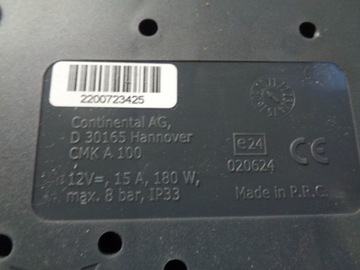 2200723425
Continental AG,
D 30165 Hannover
CMK A 100
12V=, 15 A, 180 W,
max. 8 bar, IP33
e24
020624
CE
Made in P.R.C.